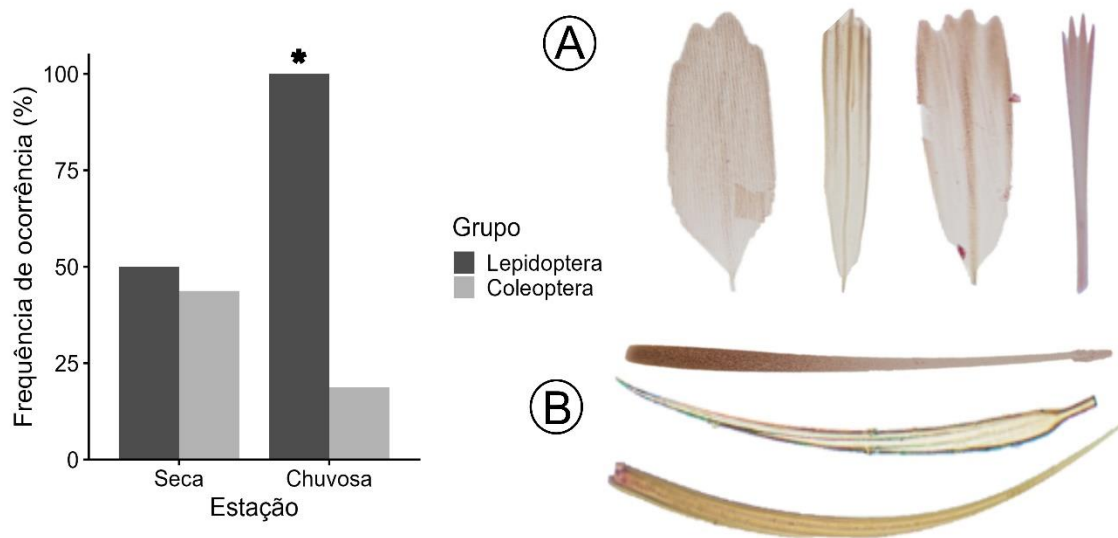 Frequência de ocorrência (%)
100
*
75
50
25
0
Seca
Chuvosa
Estação
Grupo
Lepidoptera
Coleoptera
A
B